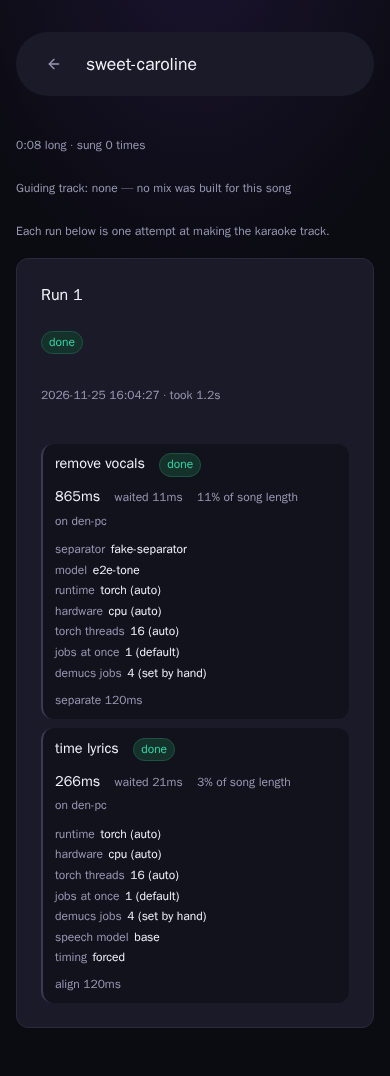 ← sweet-caroline
0:08 long · sung 0 times
Guiding track: none — no mix was built for this song
Each run below is one attempt at making the karaoke track.
Run 1
done
2026-11-25 16:04:27 · took 1.2s
remove vocals done
865ms waited 11ms 11% of song length
on den-pc
separator fake-separator
model e2e-tone
runtime torch (auto)
hardware cpu (auto)
torch threads 16 (auto)
jobs at once 1 (default)
demucs jobs 4 (set by hand)
separate 120ms
time lyrics done
266ms waited 21ms 3% of song length
on den-pc
runtime torch (auto)
hardware cpu (auto)
torch threads 16 (auto)
jobs at once 1 (default)
demucs jobs 4 (set by hand)
speech model base
timing forced
align 120ms